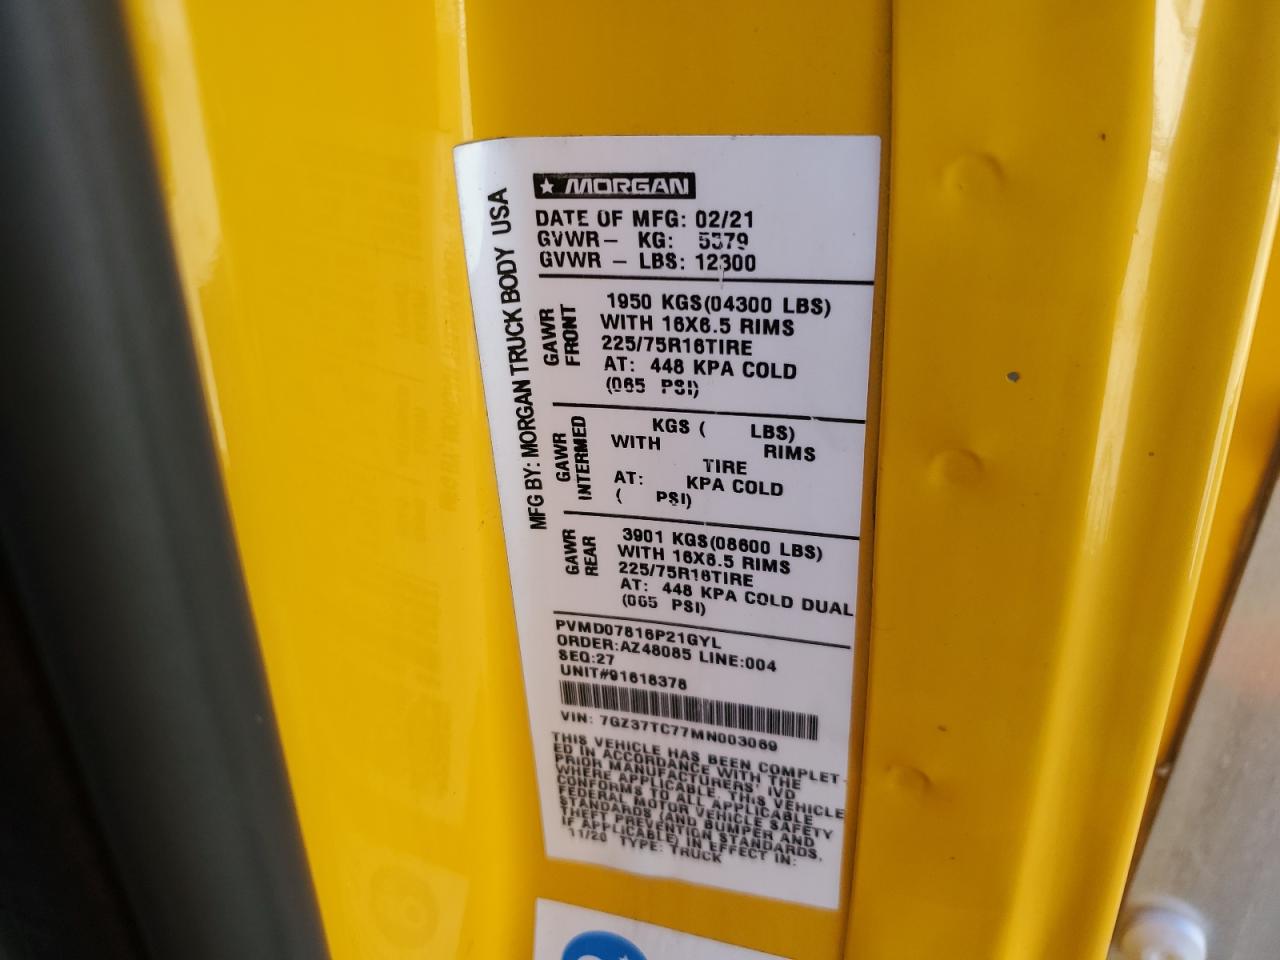 MORGAN
DATE OF MFG: 02/21
GVWR— KG: 5579
GVWR — LBS: 12300
MFG BY: MORGAN TRUCK BODY USA
GAWR FRONT
1950 KGS(04300 LBS)
WITH 16X6.5 RIMS
225/75R16TIRE
AT: 448 KPA COLD
(065 PSI)
GAWR INTERMED
KGS ( LBS)
WITH RIMS
TIRE
AT: KPA COLD
( PSI)
GAWR REAR
3901 KGS(08600 LBS)
WITH 16X6.5 RIMS
225/75R16TIRE
AT: 448 KPA COLD DUAL
(065 PSI)
PVMD07816P21GYL
ORDER:AZ48085 LINE:004
SEQ:27
UNIT#91618378
VIN: 7GZ37TC77MN003069
THIS VEHICLE HAS BEEN COMPLET-
ED IN ACCORDANCE WITH THE
PRIOR MANUFACTURERS' IVD
WHERE APPLICABLE. THIS VEHICLE
CONFORMS TO ALL APPLICABLE
FEDERAL MOTOR VEHICLE SAFETY
STANDARDS (AND BUMPER AND
THEFT PREVENTION STANDARDS,
IF APPLICABLE) IN EFFECT IN:
11/20 TYPE: TRUCK